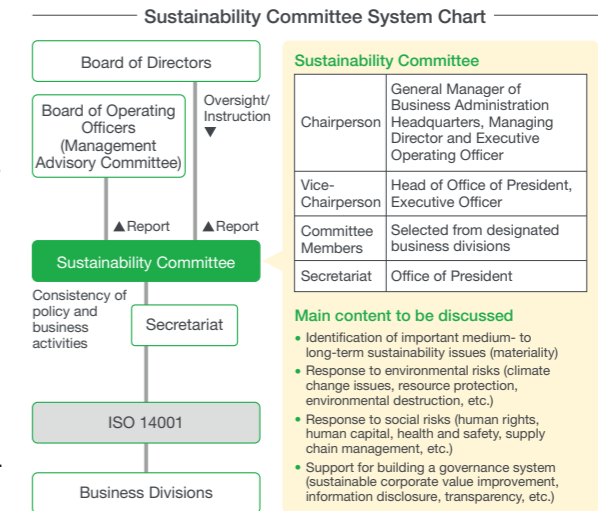 Sustainability Committee System Chart
Board of Directors
Board of Operating
Officers
(Management
Advisory Committee)
Oversight/
Instruction
▼
▲Report
▲Report
Sustainability Committee
Consistency of
policy and
business
activities
Secretariat
ISO 14001
Business Divisions
Sustainability Committee
Chairperson
General Manager of
Business Administration
Headquarters, Managing
Director and Executive
Operating Officer
Vice-
Chairperson
Head of Office of President,
Executive Officer
Committee
Members
Selected from designated
business divisions
Secretariat
Office of President
Main content to be discussed
• Identification of important medium- to
long-term sustainability issues (materiality)
• Response to environmental risks (climate
change issues, resource protection,
environmental destruction, etc.)
• Response to social risks (human rights,
human capital, health and safety, supply
chain management, etc.)
• Support for building a governance system
(sustainable corporate value improvement,
information disclosure, transparency, etc.)